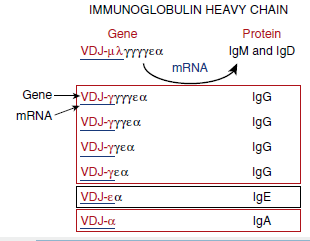 IMMUNOGLOBULIN HEAVY CHAIN
Gene Protein
VDJ-μλγγγγεα IgM and IgD
mRNA
Gene VDJ-γγγγεα IgG
mRNA
VDJ-γγγεα IgG
VDJ-γγεα IgG
VDJ-γεα IgG
VDJ-εα IgE
VDJ-α IgA